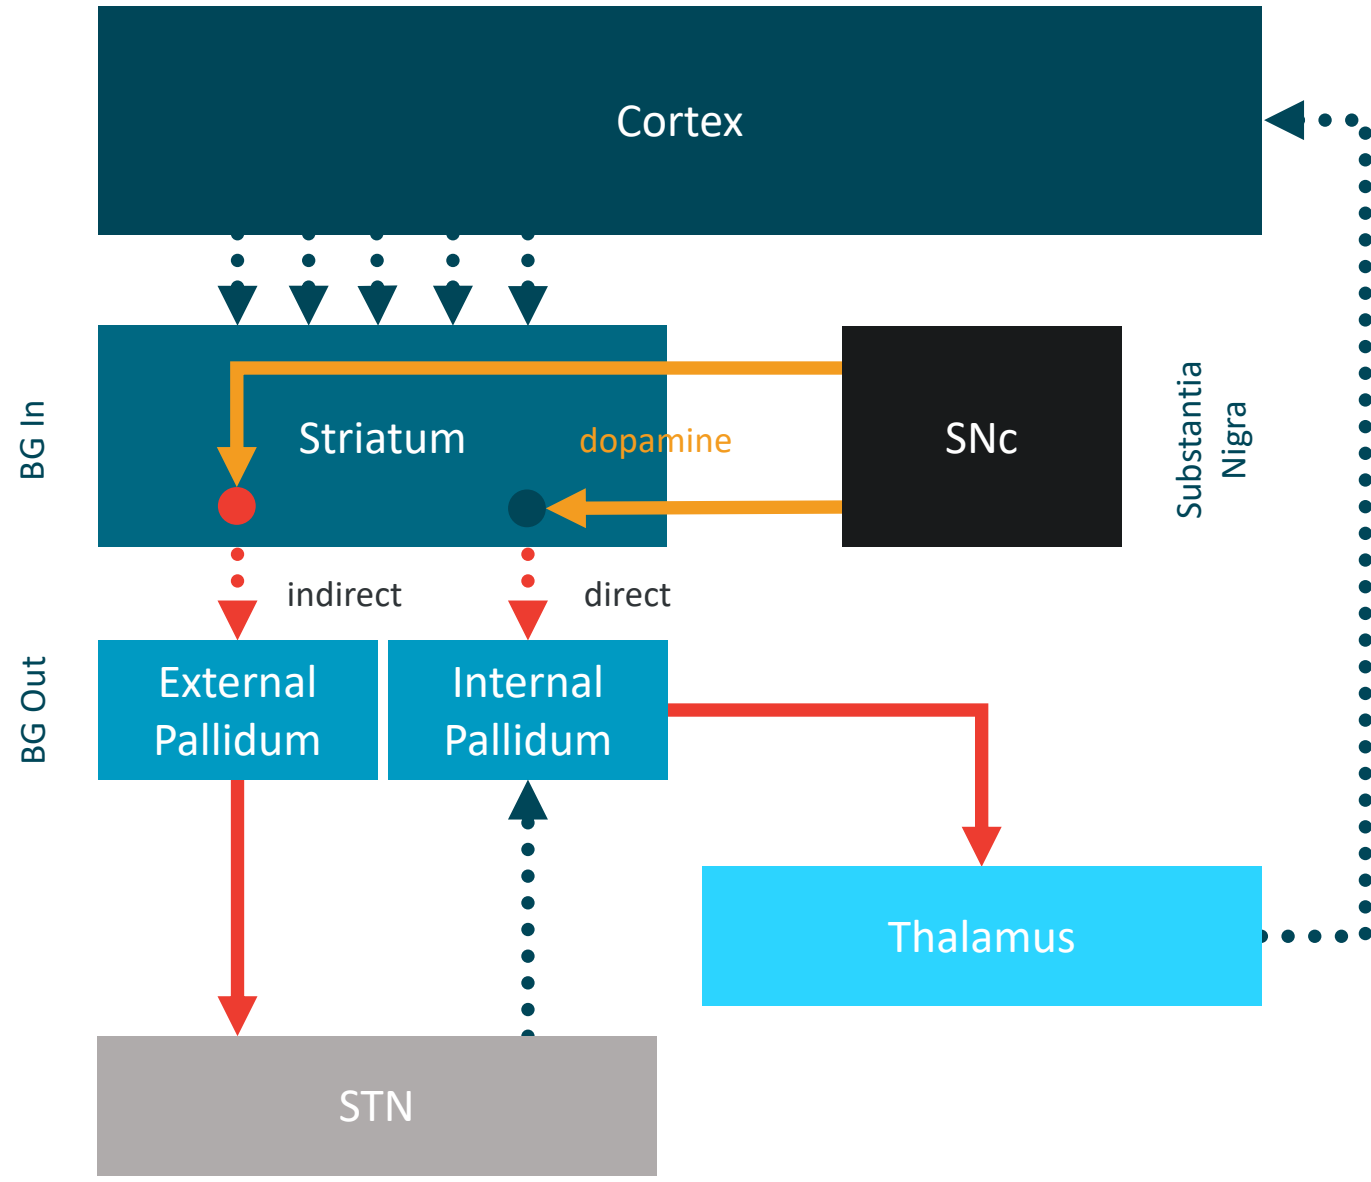 Cortex
BG In
Striatum
dopamine
SNc
Substantia
Nigra
indirect
direct
BG Out
External
Pallidum
Internal
Pallidum
Thalamus
STN